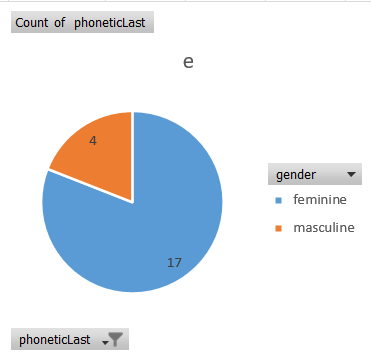 Count of phoneticLast
e
4
gender
feminine
masculine
17
phoneticLast